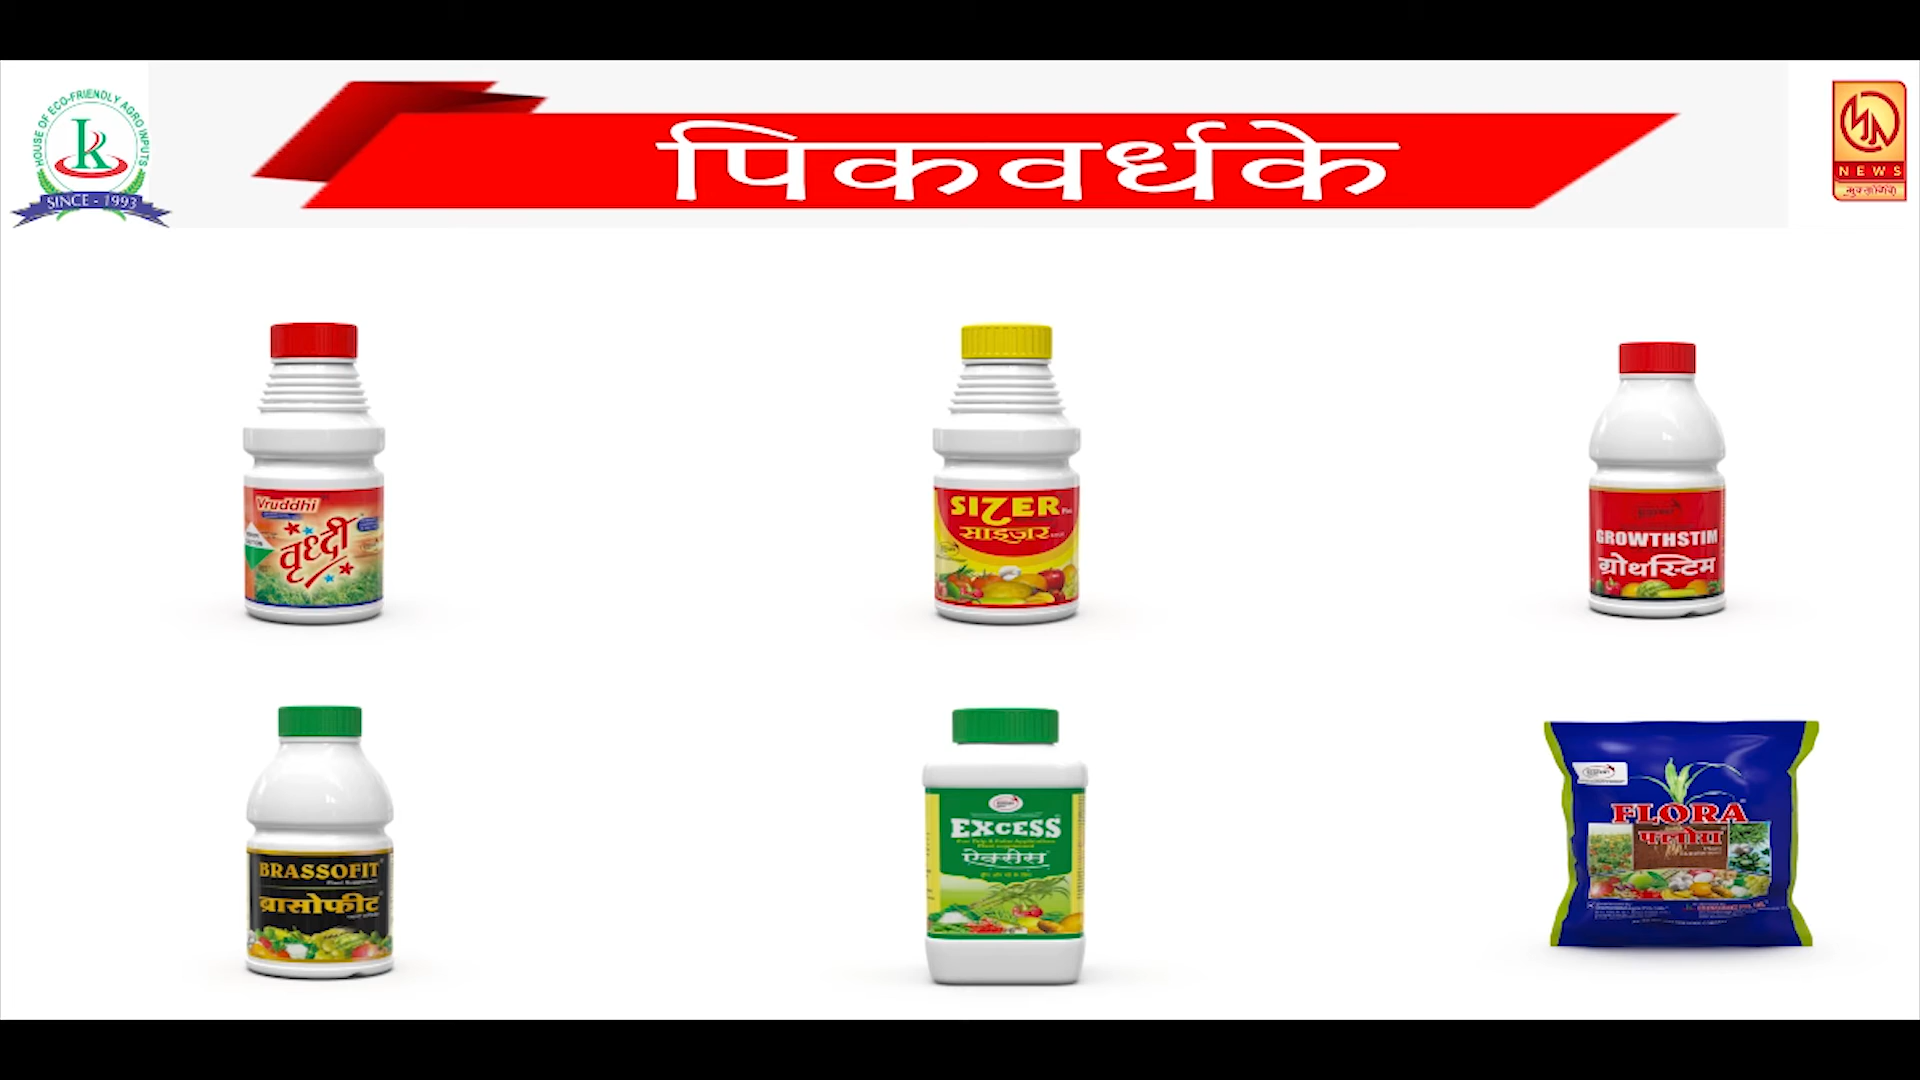 HOUSE OF ECO-FRIENDLY AGRO INPUTS
k
SINCE - 1993
पिकवर्धके
NEWS
Vruddhi
वृध्दी
SIZER Plus
साइज़र
GROWTHSTIM
ग्रोथस्टिम
BRASSOFIT
ब्रासोफीट
EXCESS
ऐक्सेस
FLORA
फ्लोरा